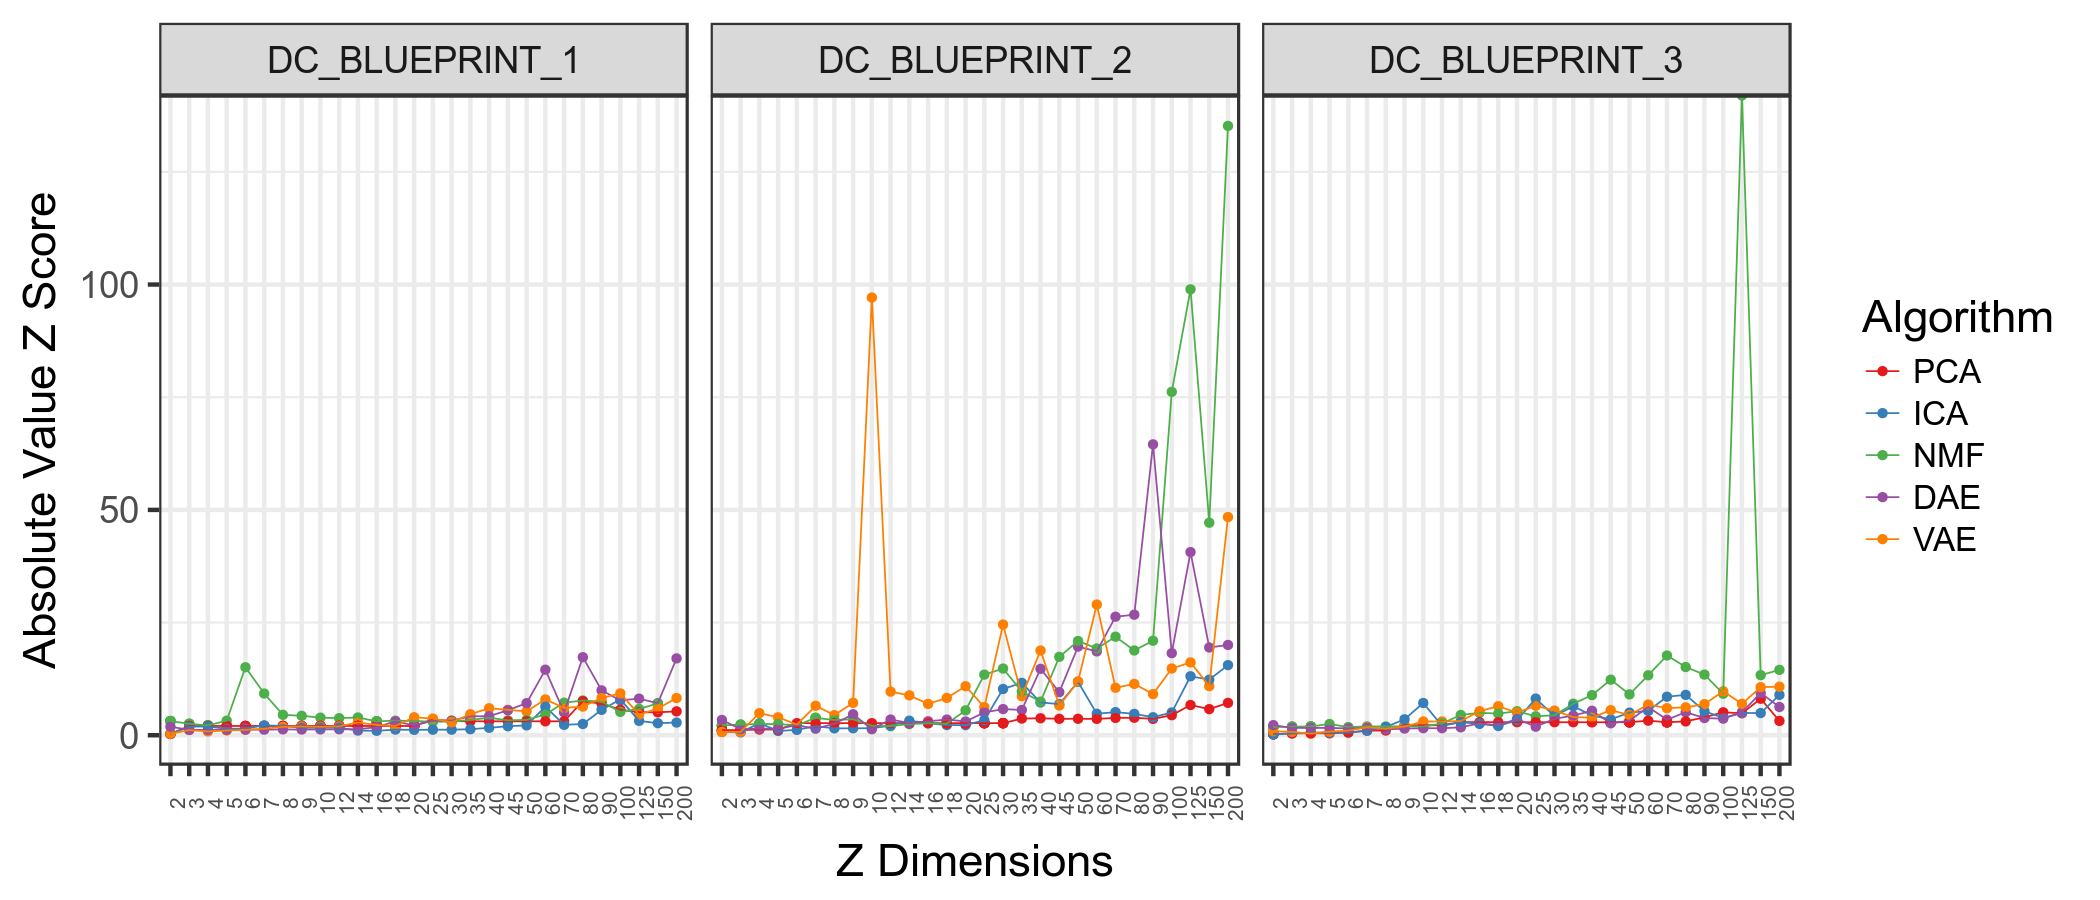 DC_BLUEPRINT_1 DC_BLUEPRINT_2 DC_BLUEPRINT_3
Absolute Value Z Score
100
50
0
2 3 4 5 6 7 8 9 10 12 14 16 18 20 25 30 35 40 45 50 60 70 80 90 100 125 150 200
2 3 4 5 6 7 8 9 10 12 14 16 18 20 25 30 35 40 45 50 60 70 80 90 100 125 150 200
2 3 4 5 6 7 8 9 10 12 14 16 18 20 25 30 35 40 45 50 60 70 80 90 100 125 150 200
Z Dimensions
Algorithm
PCA
ICA
NMF
DAE
VAE